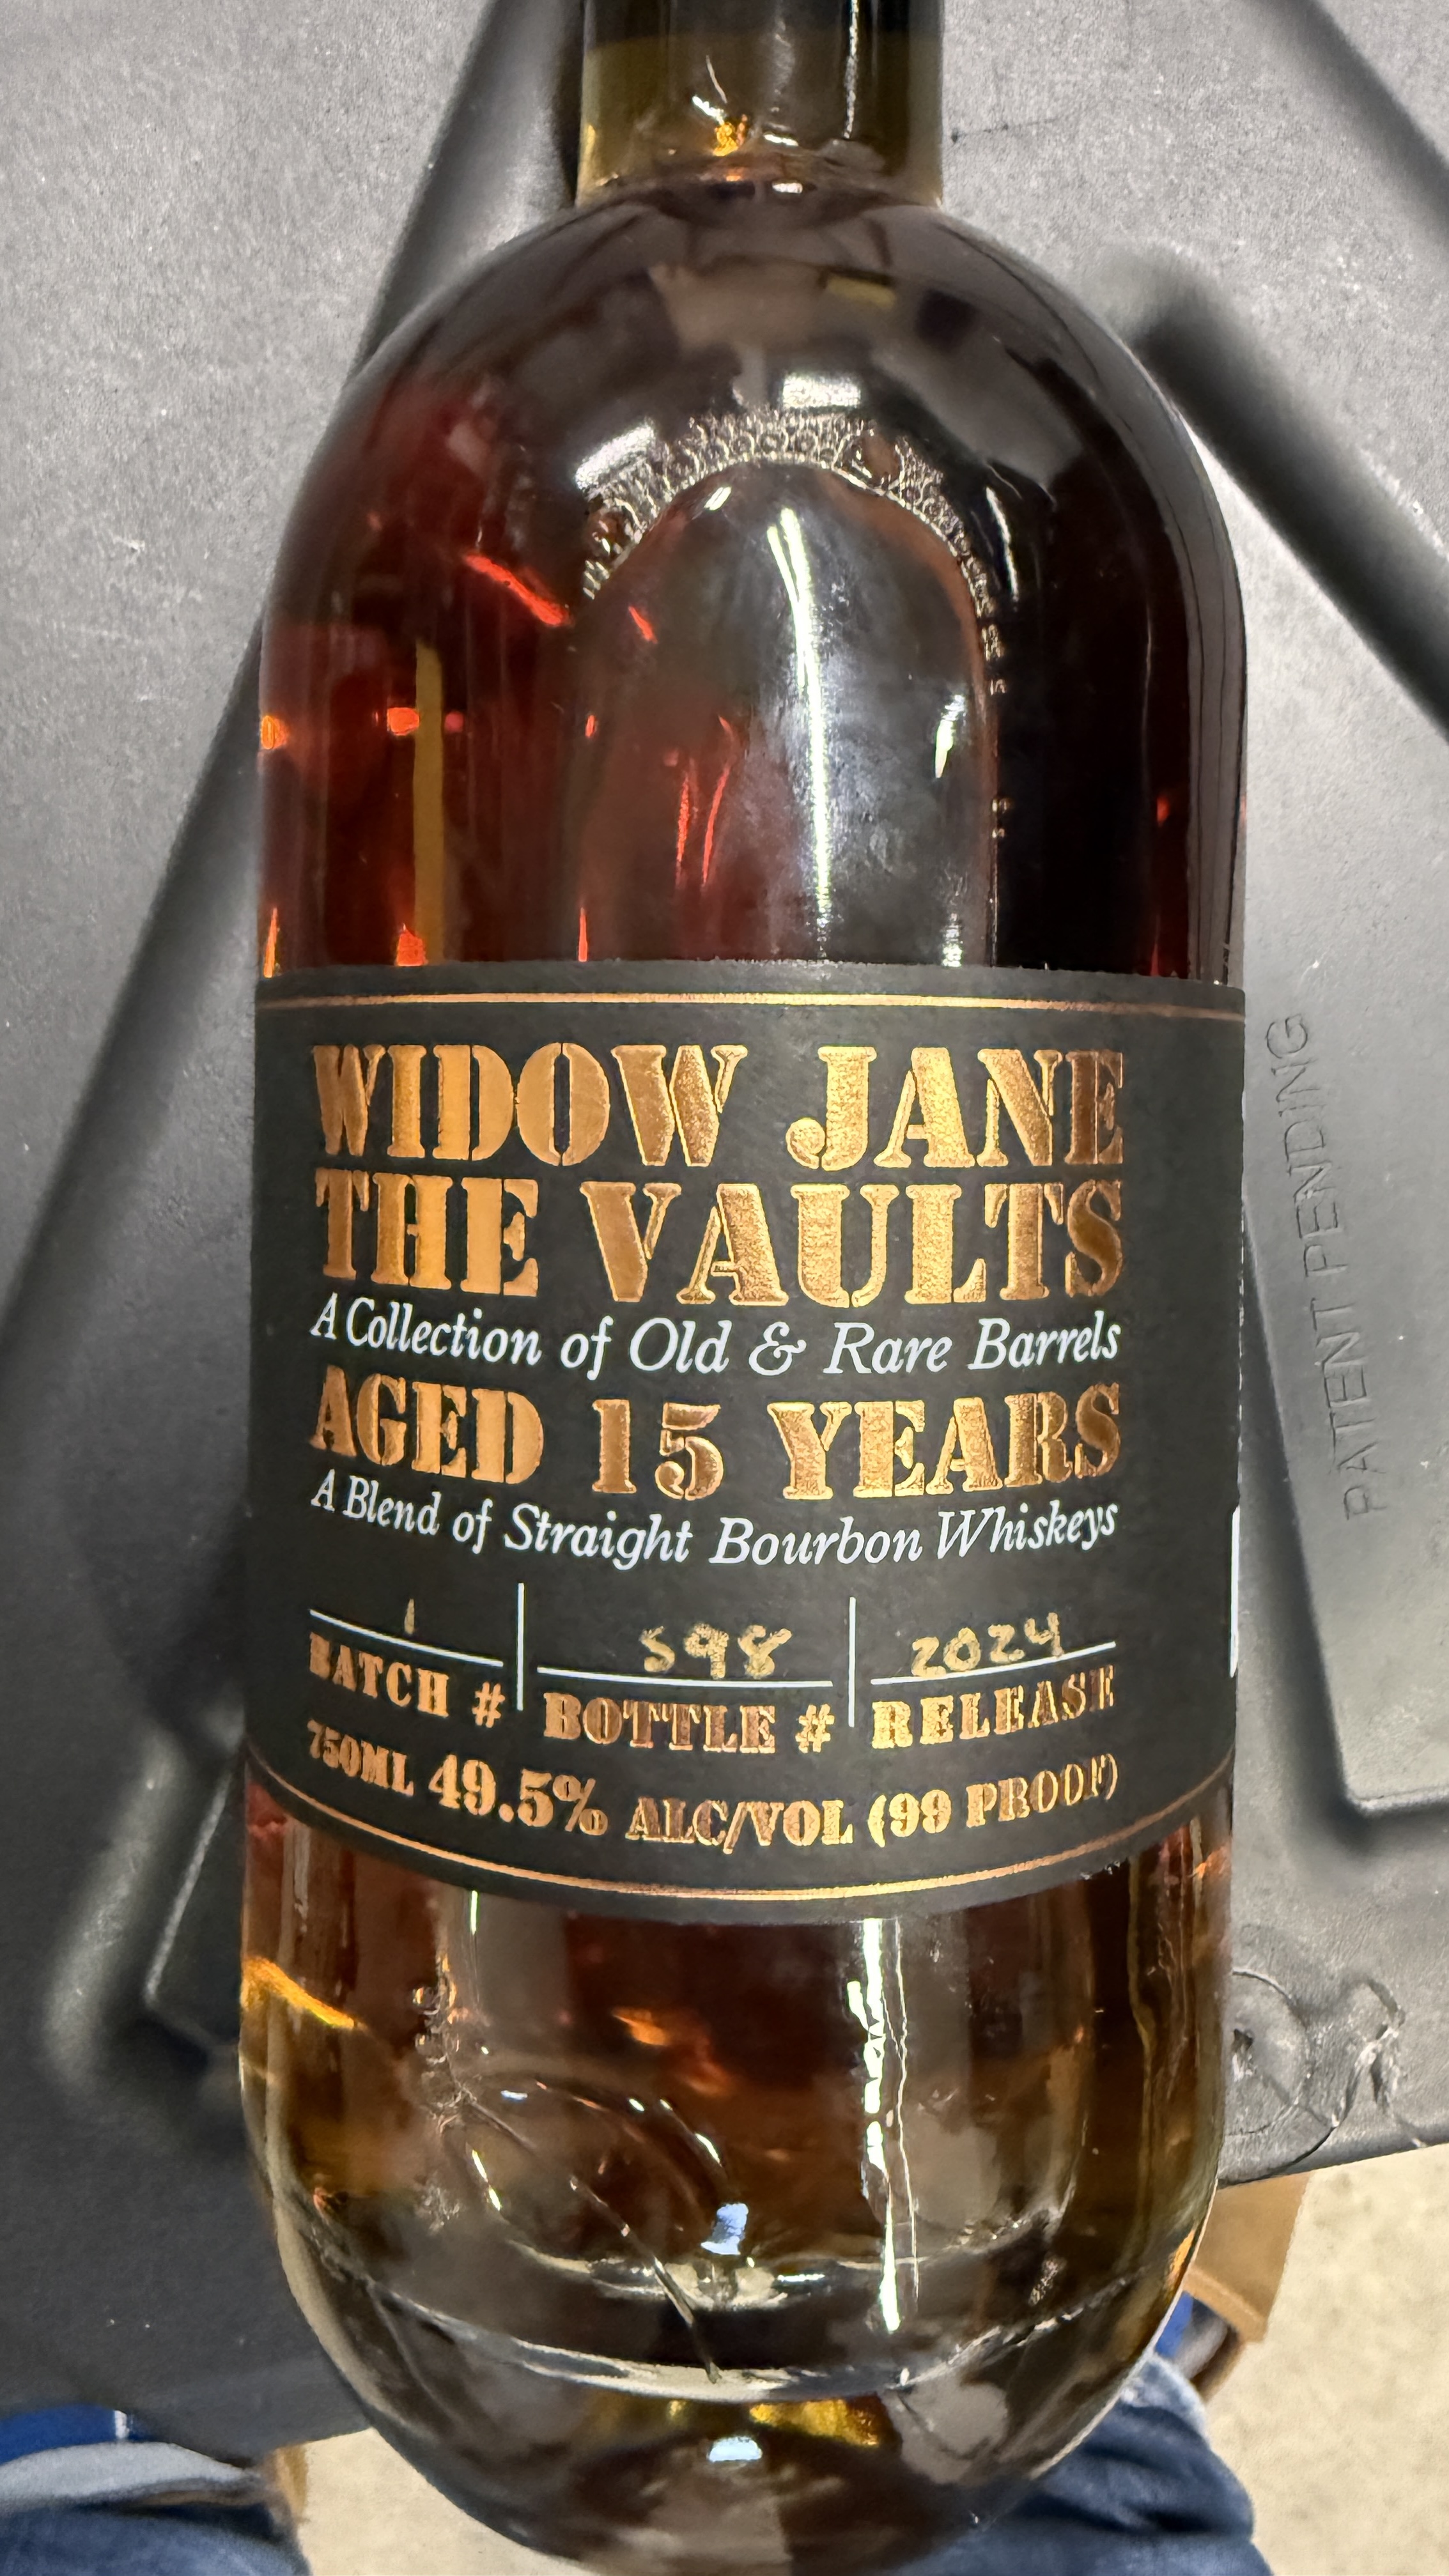 WIDOW JANE
THE VAULTS
A Collection of Old & Rare Barrels
AGED 15 YEARS
A Blend of Straight Bourbon Whiskeys
1 598 2024
BATCH # BOTTLE # RELEASE
750ML 49.5% ALC/VOL (99 PROOF)
PATENT PENDING